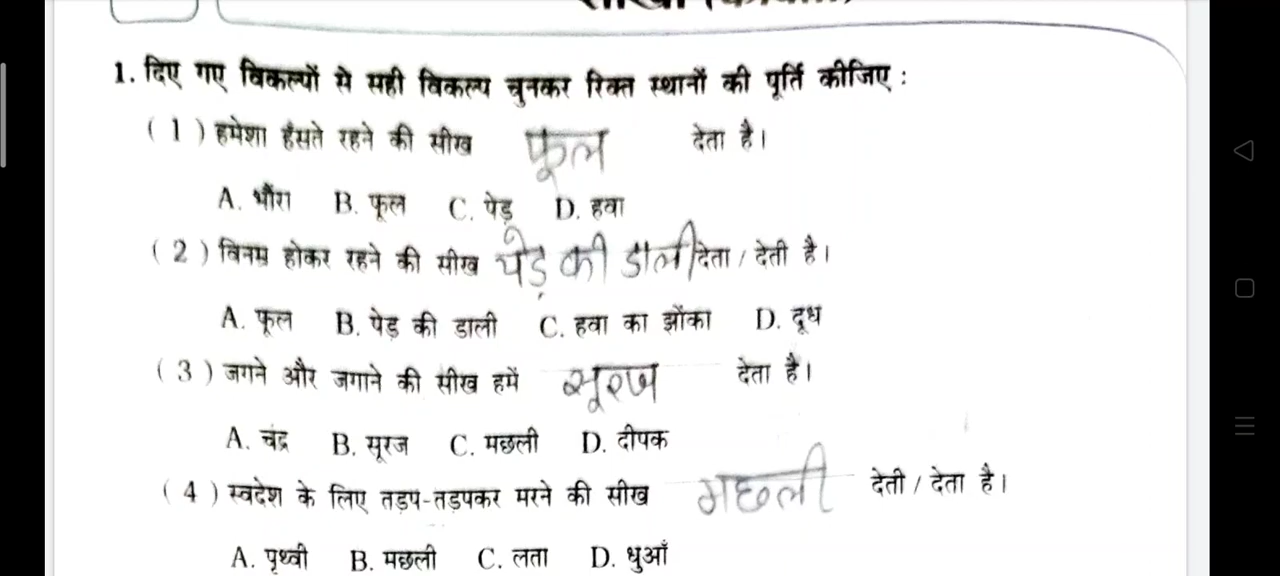 1. दिए गए विकल्पों से सही विकल्प चुनकर रिक्त स्थानों की पूर्ति कीजिए :
( 1 ) हमेशा हँसते रहने की सीख फूल देता है।
A. भौंरा B. फूल C. पेड़ D. हवा
( 2 ) विनम्र होकर रहने की सीख पेड़ की डाली देता / देती है।
A. फूल B. पेड़ की डाली C. हवा का झोंका D. दूध
( 3 ) जगने और जगाने की सीख हमें सूरज देता है।
A. चंद्र B. सूरज C. मछली D. दीपक
( 4 ) स्वदेश के लिए तड़प-तड़पकर मरने की सीख मछली देती / देता है।
A. पृथ्वी B. मछली C. लता D. धुआँ